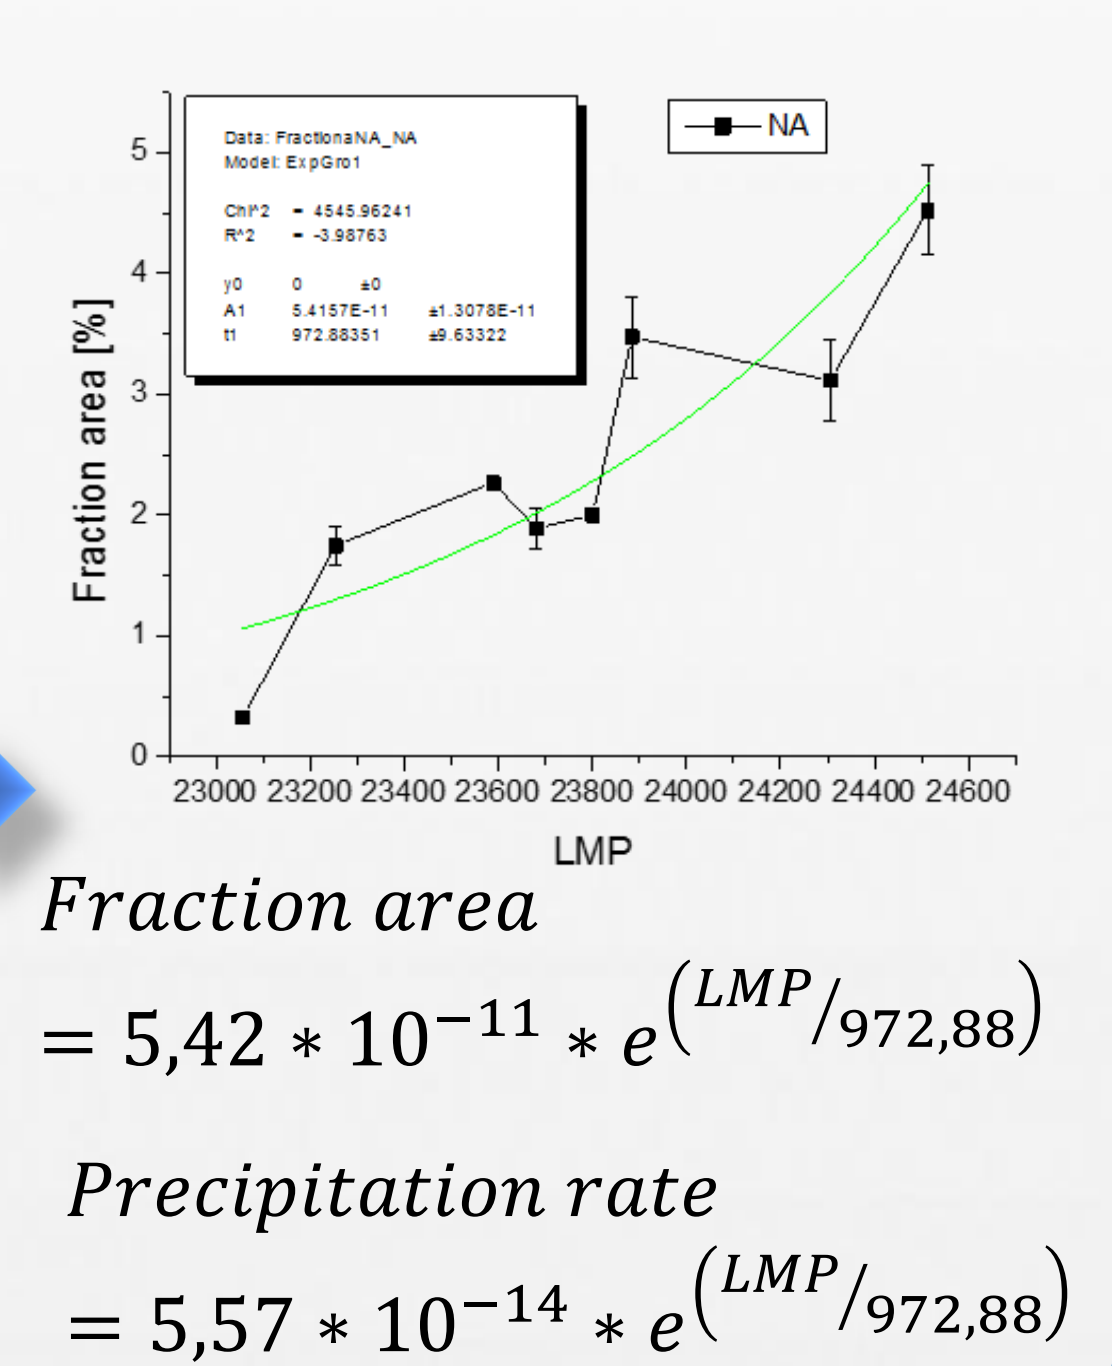 Data: FractionaNA_NA
Model: ExpGro1
Chi^2 = 4545.96241
R^2 = -3.98763
y0 0 ±0
A1 5.4157E-11 ±1.3078E-11
t1 972.88351 ±9.63322
NA
5
4
3
2
1
0
Fraction area [%]
23000 23200 23400 23600 23800 24000 24200 24400 24600
LMP
Fraction area
= 5,42 * 10^−11 * e^(LMP/972,88)
Precipitation rate
= 5,57 * 10^−14 * e^(LMP/972,88)